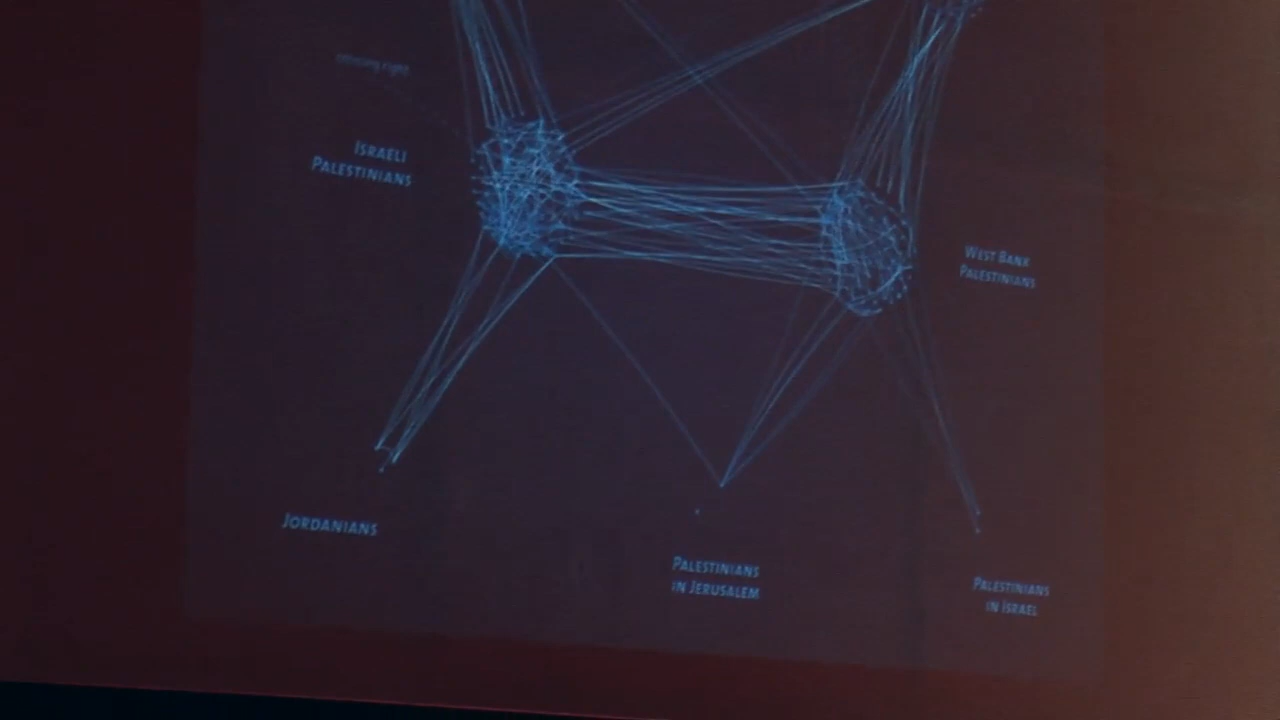 ISRAELI
PALESTINIANS
WEST BANK
PALESTINIANS
JORDANIANS
PALESTINIANS
IN JERUSALEM
PALESTINIANS
IN ISRAEL